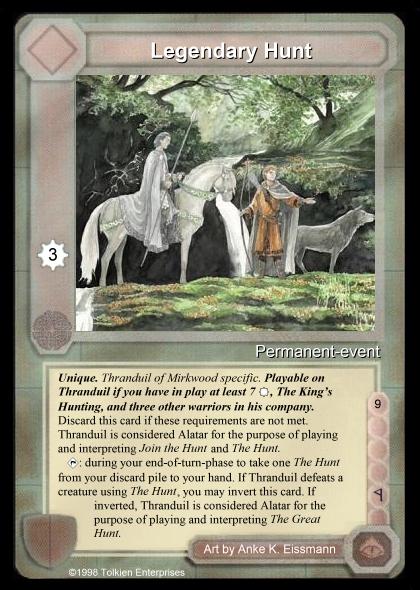 Legendary Hunt
3
Permanent-event
Unique. Thranduil of Mirkwood specific. Playable on
Thranduil if you have in play at least 7 , The King's
Hunting, and three other warriors in his company.
Discard this card if these requirements are not met.
Thranduil is considered Alatar for the purpose of playing
and interpreting Join the Hunt and The Hunt.
: during your end-of-turn-phase to take one The Hunt
from your discard pile to your hand. If Thranduil defeats a
creature using The Hunt, you may invert this card. If
inverted, Thranduil is considered Alatar for the
purpose of playing and interpreting The Great
Hunt.
9
Art by Anke K. Eissmann
©1998 Tolkien Enterprises